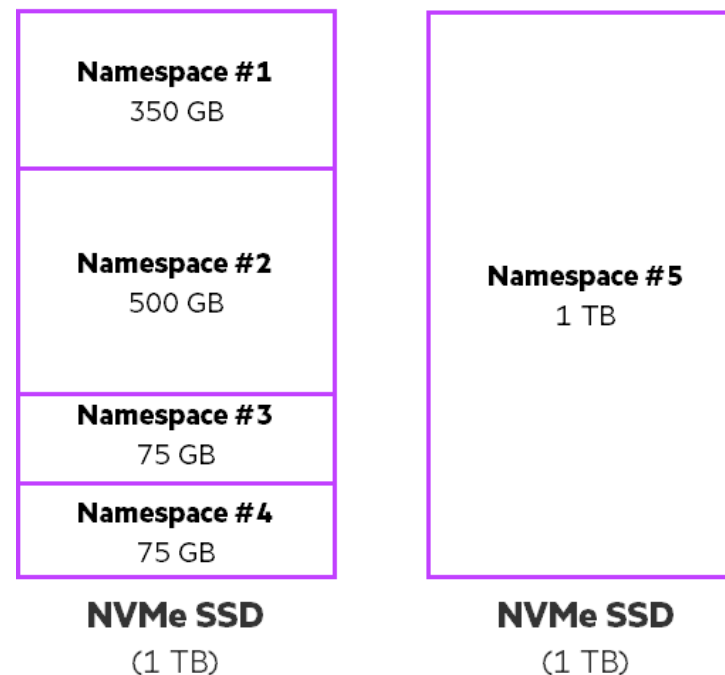 Namespace #1
350 GB
Namespace #2
500 GB
Namespace #3
75 GB
Namespace #4
75 GB
NVMe SSD
(1 TB)
Namespace #5
1 TB
NVMe SSD
(1 TB)